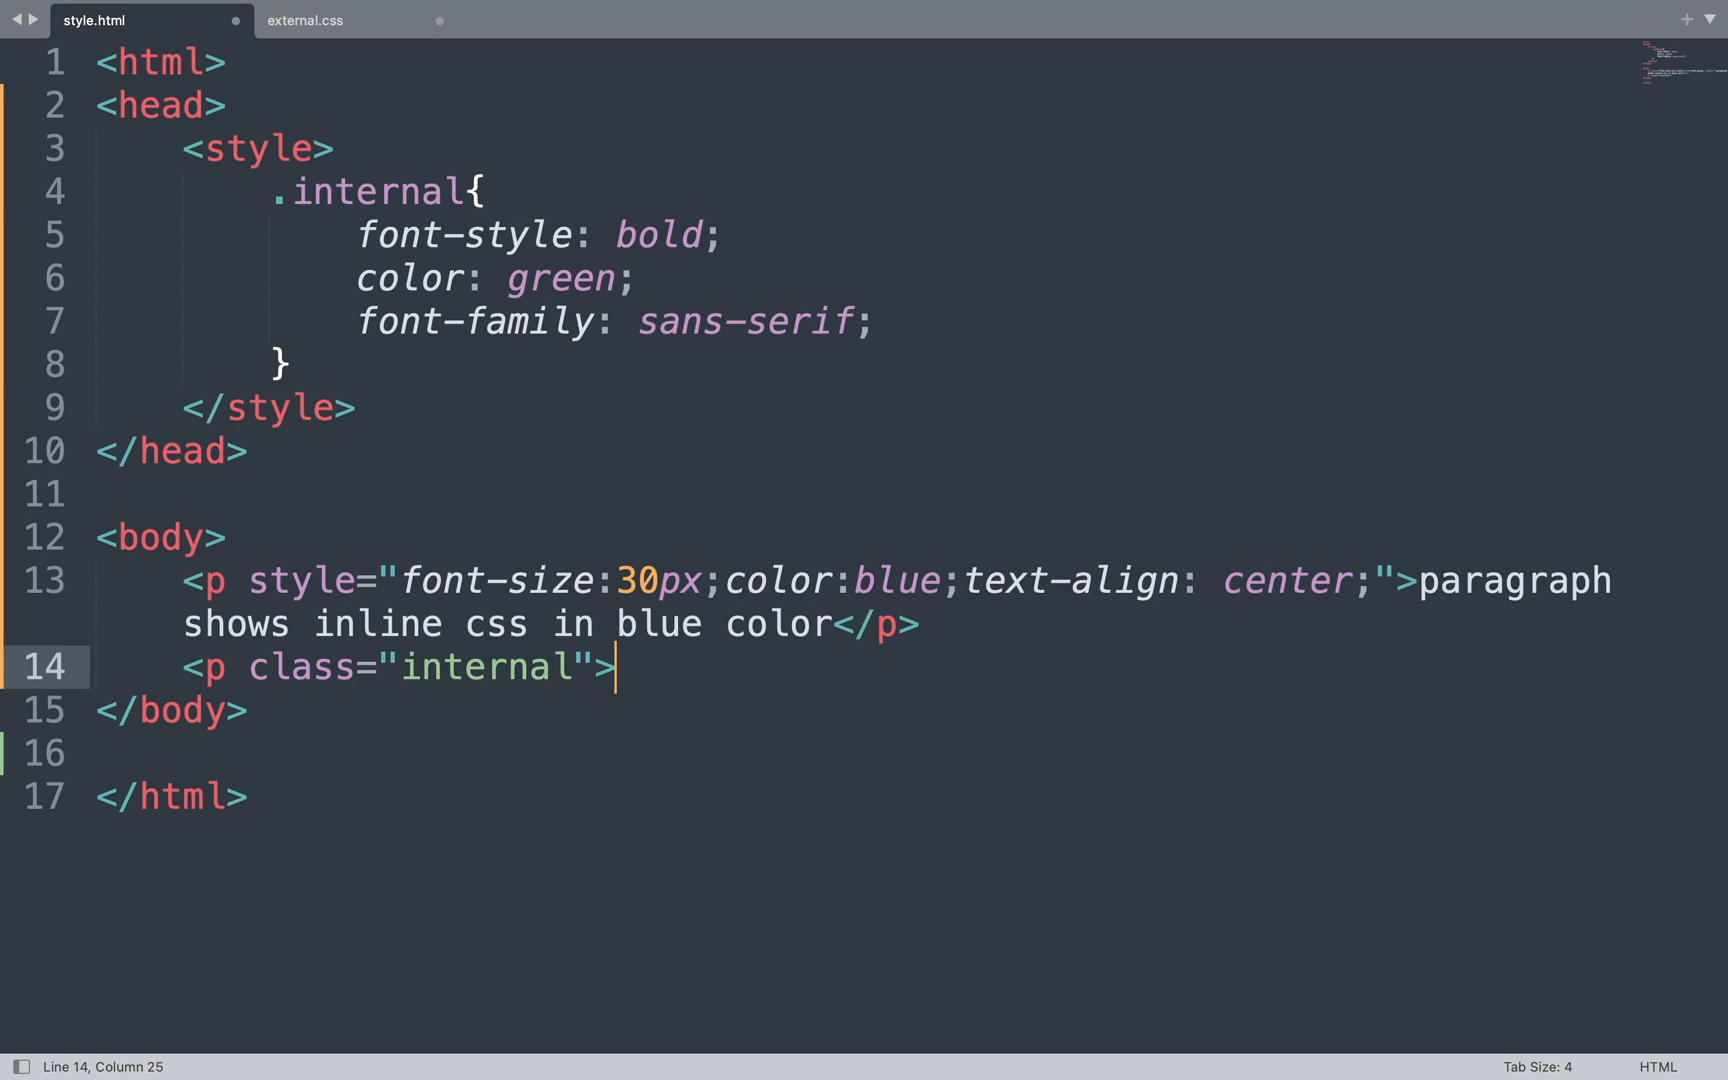 style.html
external.css
1 <html>
2 <head>
3 <style>
4 .internal{
5 font-style: bold;
6 color: green;
7 font-family: sans-serif;
8 }
9 </style>
10 </head>
11
12 <body>
13 <p style="font-size:30px;color:blue;text-align: center;">paragraph
shows inline css in blue color</p>
14 <p class="internal">
15 </body>
16
17 </html>
Line 14, Column 25
Tab Size: 4
HTML